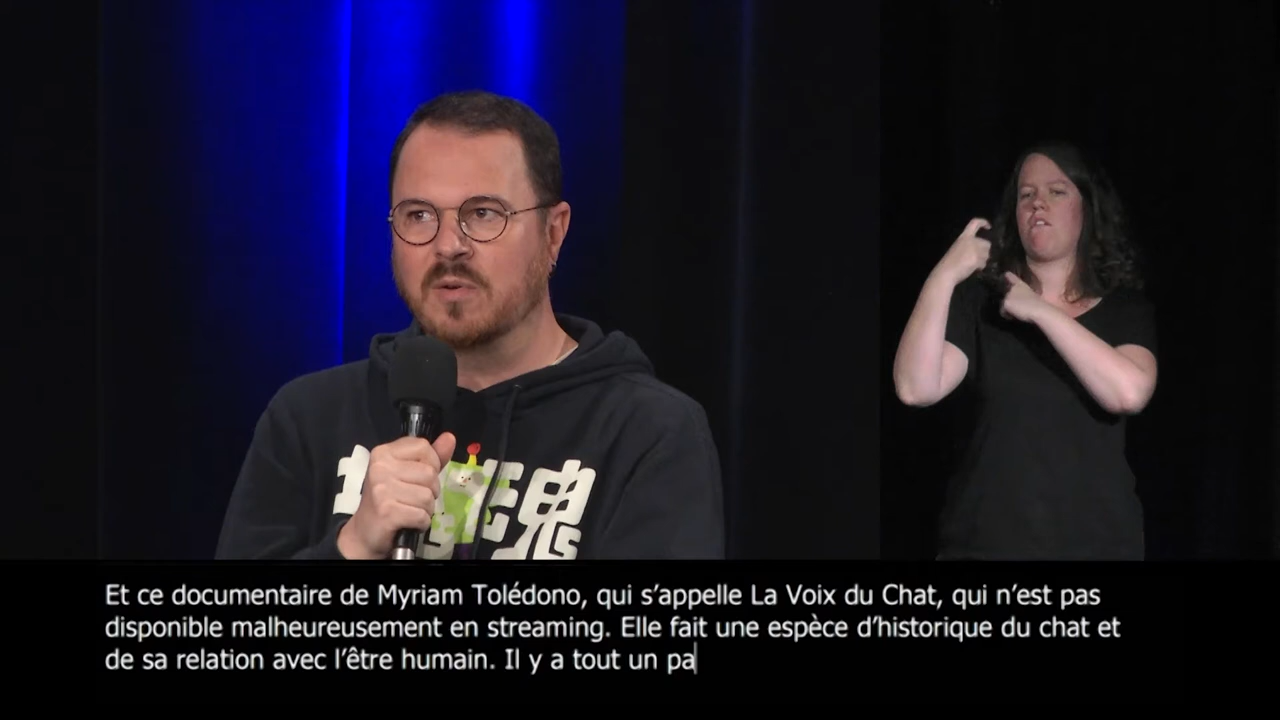 魂
Et ce documentaire de Myriam Tolédono, qui s’appelle La Voix du Chat, qui n’est pas
disponible malheureusement en streaming. Elle fait une espèce d’historique du chat et
de sa relation avec l’être humain. Il y a tout un pa